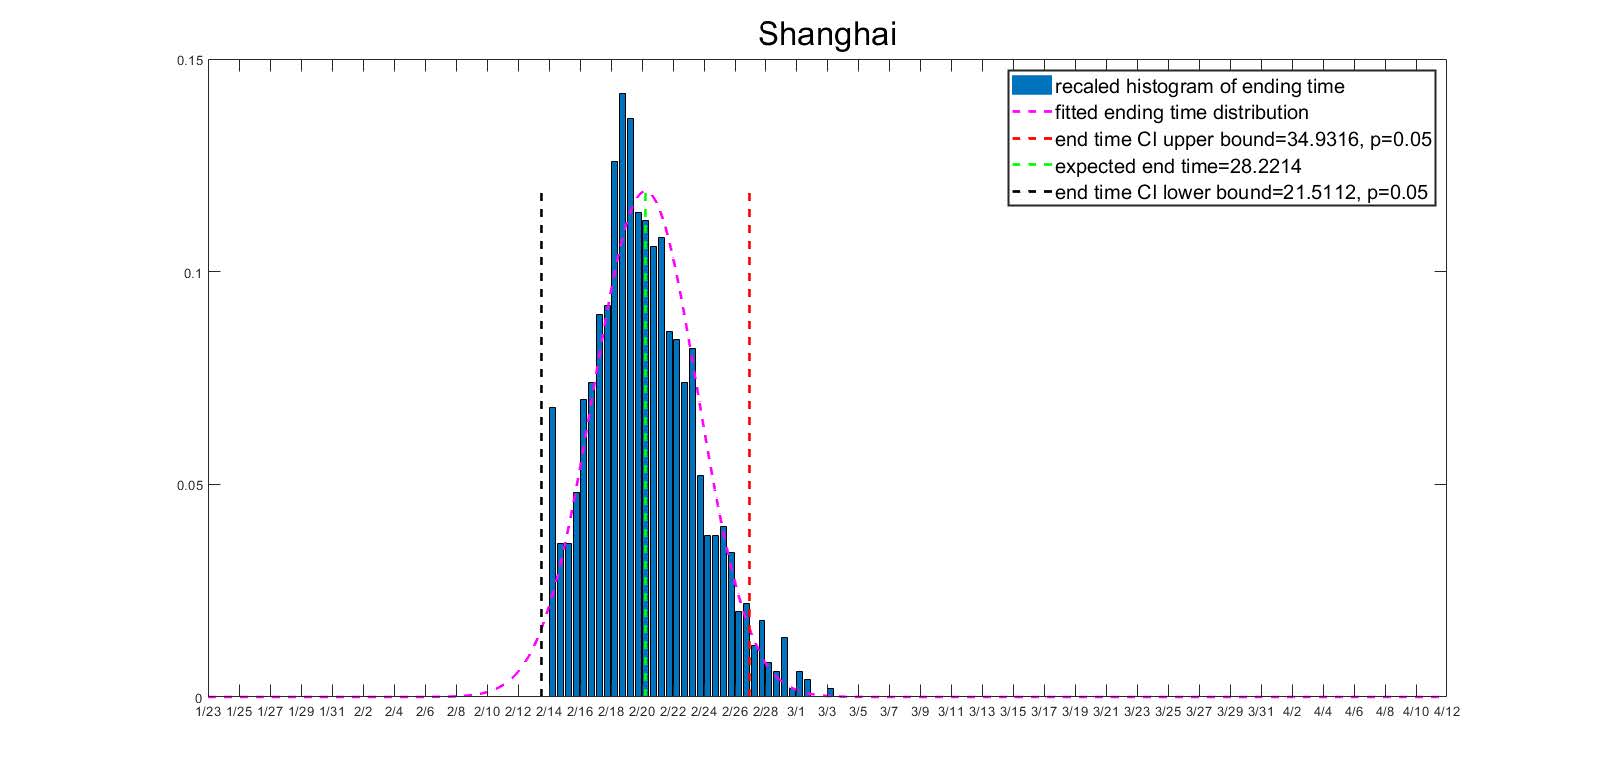 Shanghai
0.15
0.1
0.05
0
recaled histogram of ending time
fitted ending time distribution
end time CI upper bound=34.9316, p=0.05
expected end time=28.2214
end time CI lower bound=21.5112, p=0.05
1/23 1/25 1/27 1/29 1/31 2/2 2/4 2/6 2/8 2/10 2/12 2/14 2/16 2/18 2/20 2/22 2/24 2/26 2/28 3/1 3/3 3/5 3/7 3/9 3/11 3/13 3/15 3/17 3/19 3/21 3/23 3/25 3/27 3/29 3/31 4/2 4/4 4/6 4/8 4/10 4/12